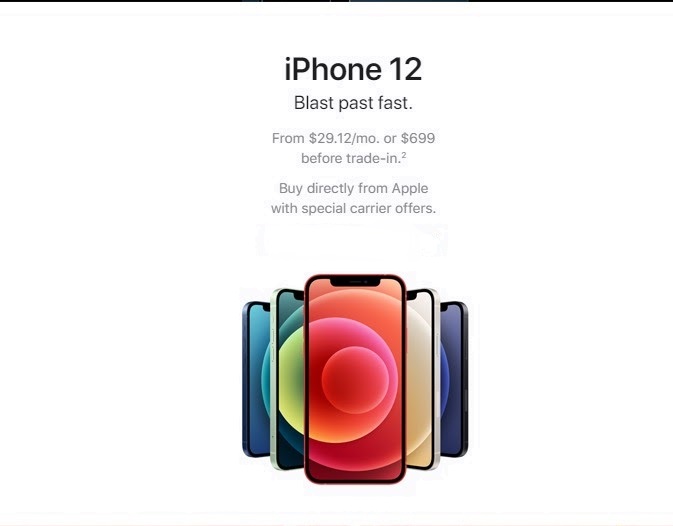 iPhone 12
Blast past fast.
From $29.12/mo. or $699
before trade-in.²
Buy directly from Apple
with special carrier offers.